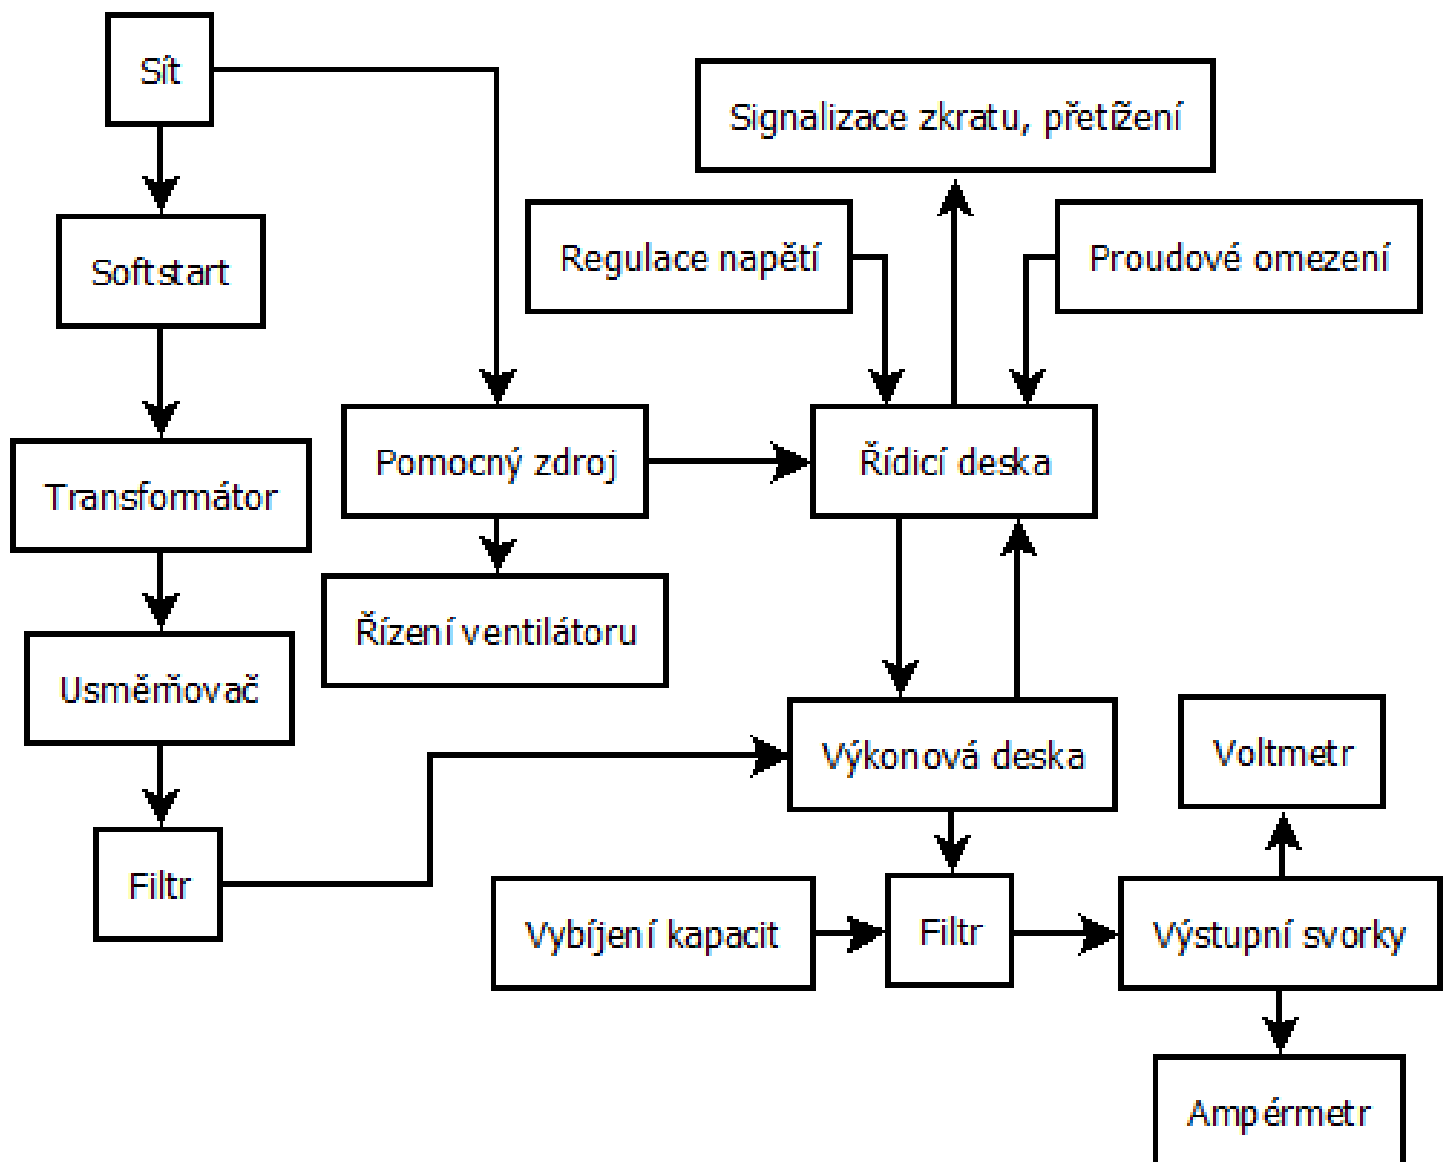 Sít
Signalizace zkratu, přetížení
Softstart
Regulace napětí
Proudové omezení
Transformátor
Pomocný zdroj
Řídicí deska
Řízení ventilátoru
Usměrňovač
Výkonová deska
Voltmetr
Filtr
Vybíjení kapacit
Filtr
Výstupní svorky
Ampérmetr